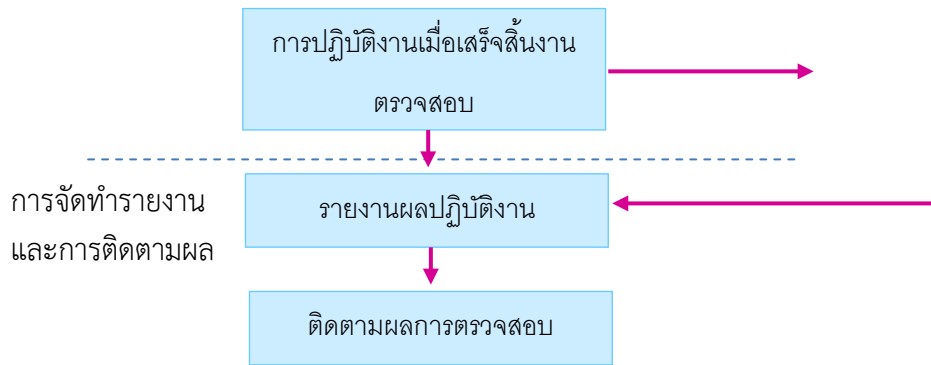 การปฏิบัติงานเมื่อเสร็จสิ้นงาน
ตรวจสอบ
การจัดทำรายงาน
และการติดตามผล
รายงานผลปฏิบัติงาน
ติดตามผลการตรวจสอบ